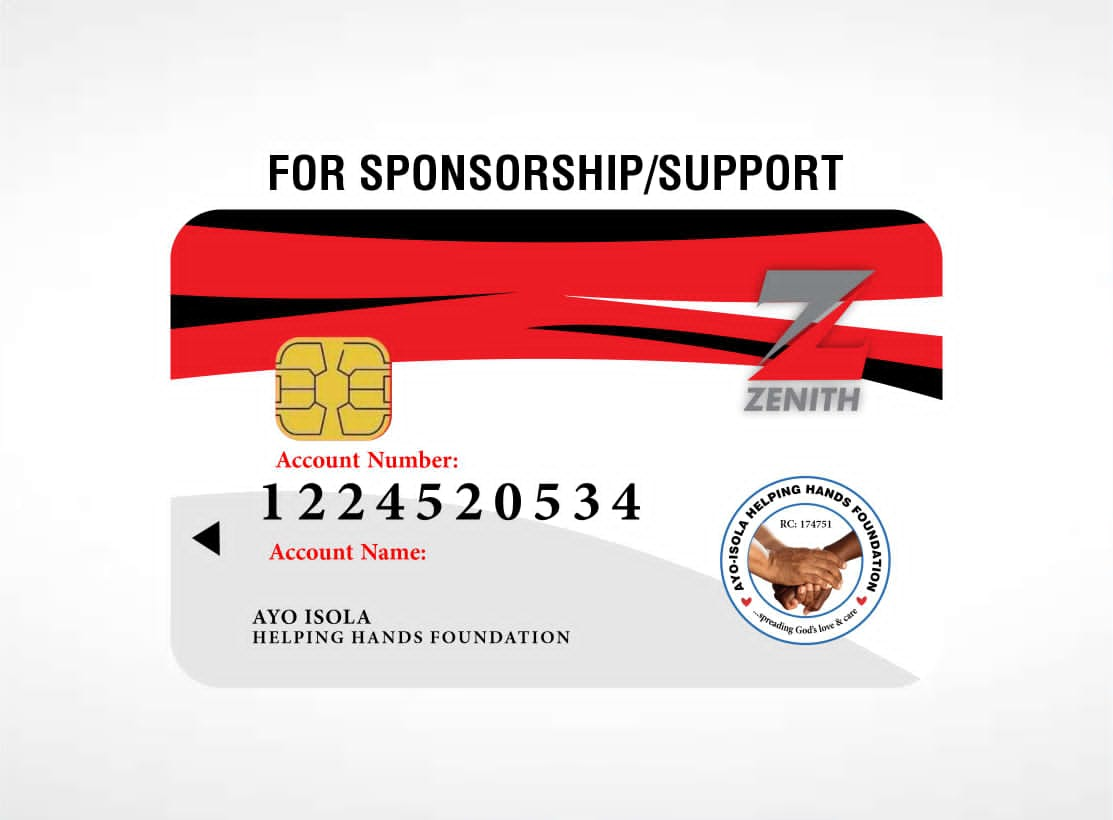 FOR SPONSORSHIP/SUPPORT
ZENITH
Account Number:
1224520534
Account Name:
AYO ISOLA
HELPING HANDS FOUNDATION
AYO-ISOLA HELPING HANDS FOUNDATION
RC: 174751
...spreading God's love & care